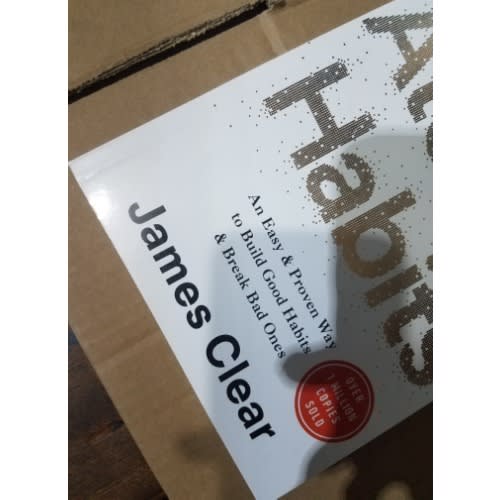 Habits
An Easy & Proven Way
to Build Good Habits
& Break Bad Ones
James Clear
OVER
1 MILLION
COPIES
SOLD